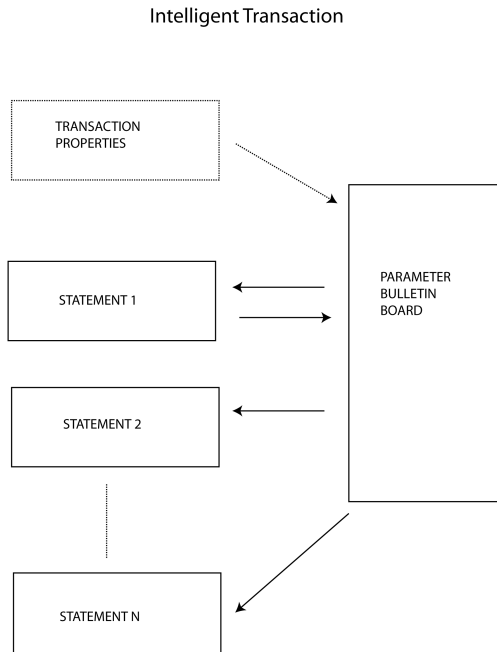 Intelligent Transaction
TRANSACTION
PROPERTIES
PARAMETER
BULLETIN
BOARD
STATEMENT 1
STATEMENT 2
STATEMENT N